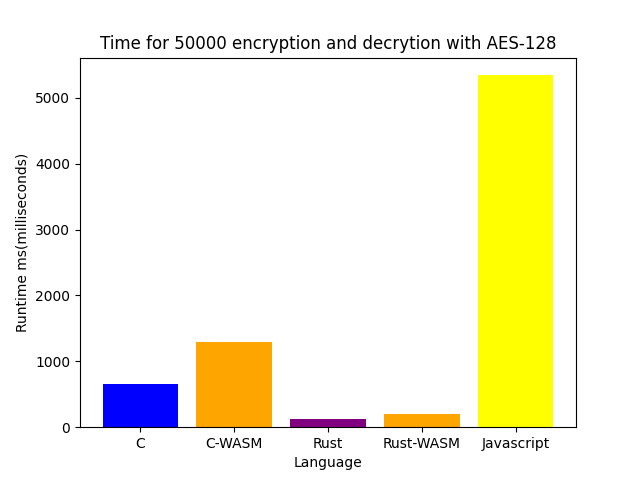 Time for 50000 encryption and decrytion with AES-128
5000
4000
3000
2000
1000
0
Runtime ms(milliseconds)
C C-WASM Rust Rust-WASM Javascript
Language